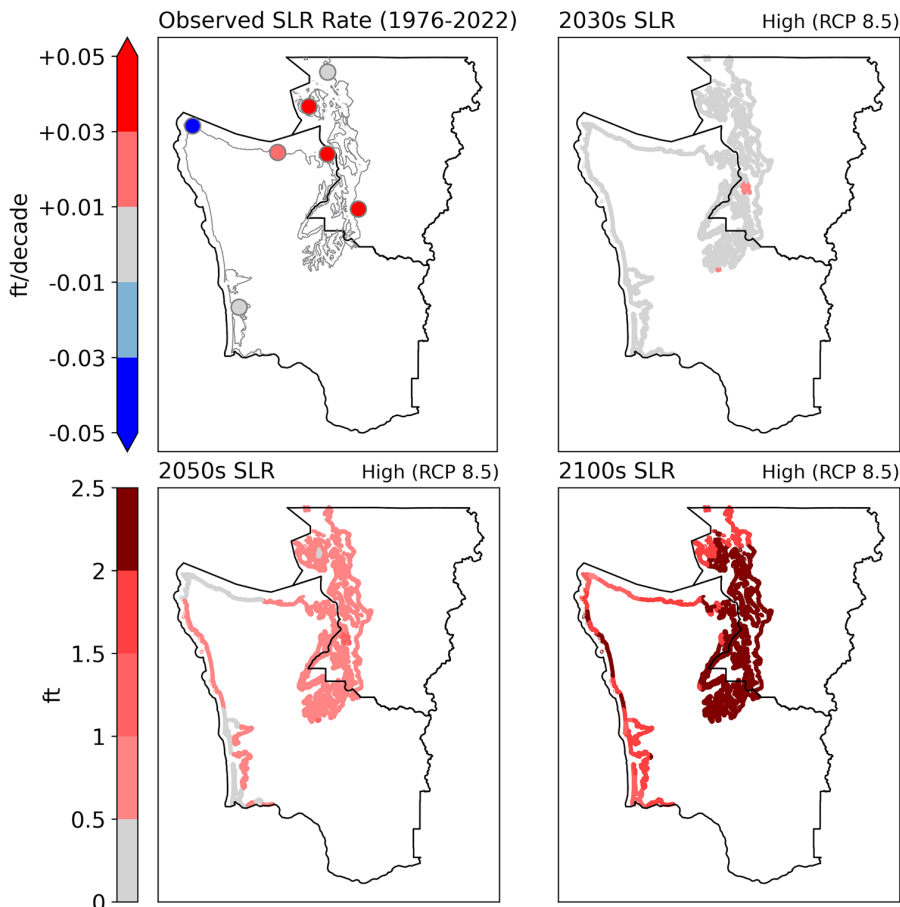 Observed SLR Rate (1976-2022)
2030s SLR High (RCP 8.5)
+0.05
+0.03
+0.01
-0.01
-0.03
-0.05
ft/decade
2050s SLR High (RCP 8.5)
2100s SLR High (RCP 8.5)
2.5
2
1.5
1
0.5
0
ft